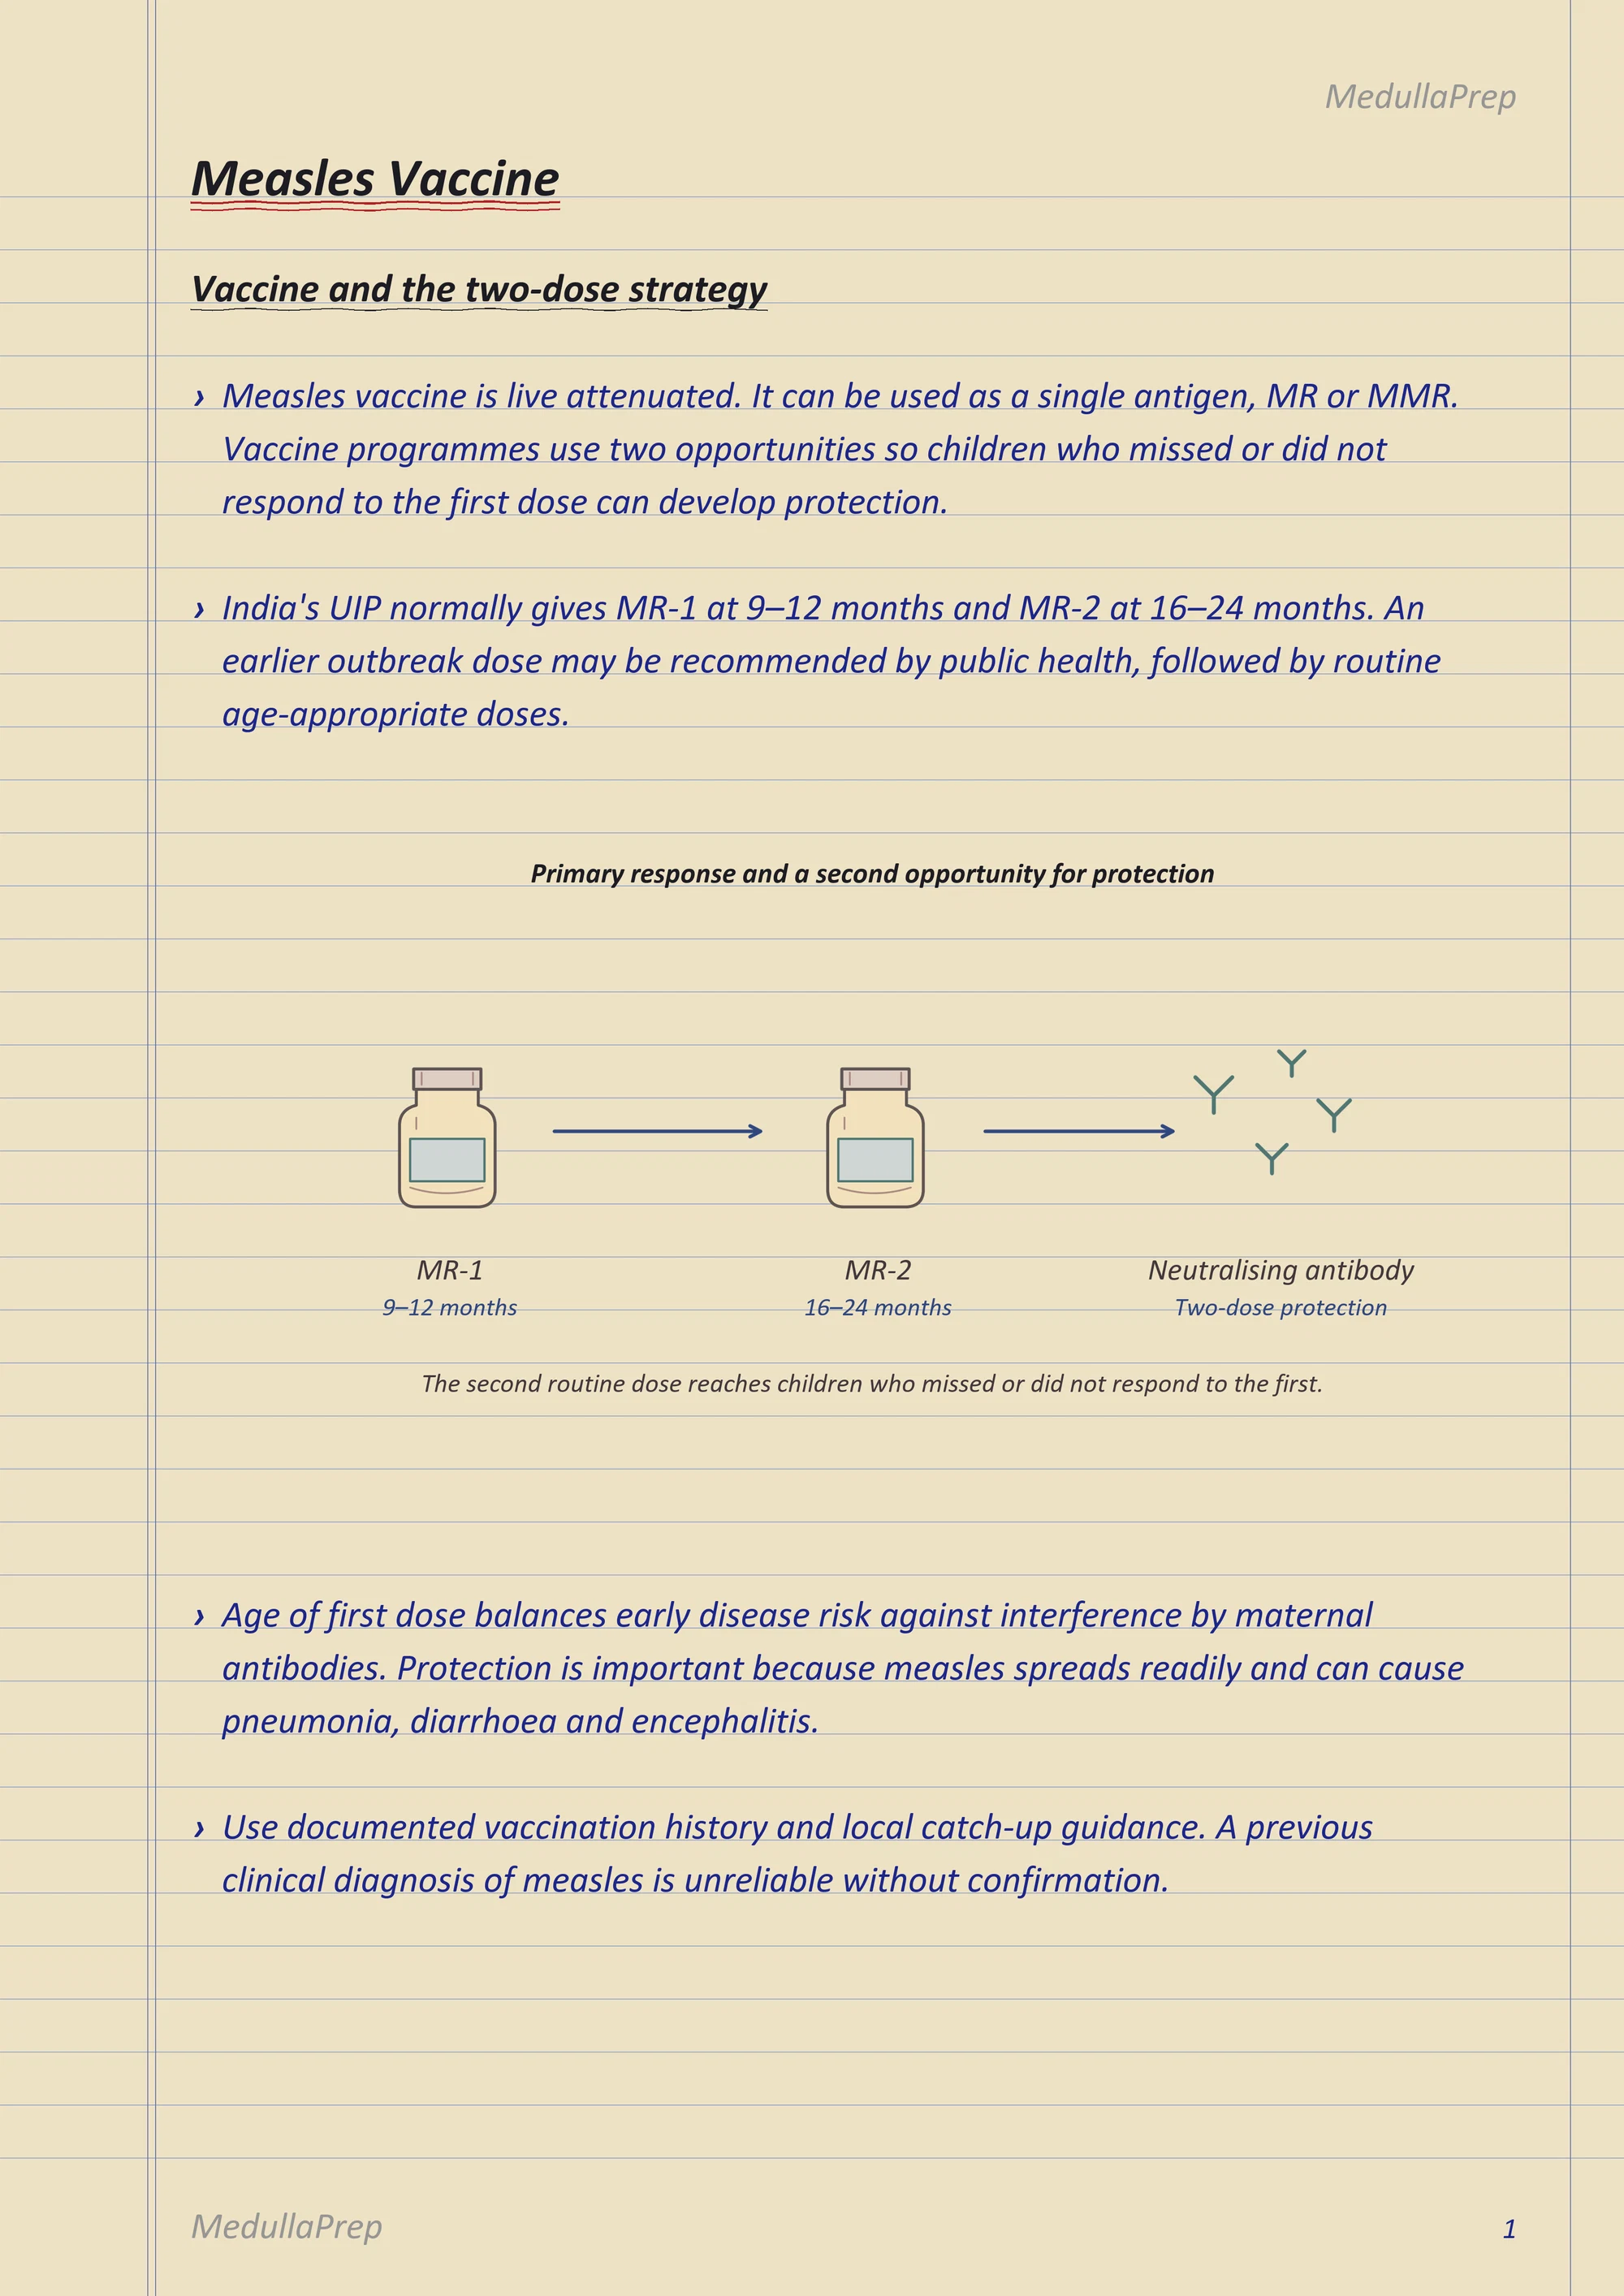 MedullaPrep
Measles Vaccine
Vaccine and the two-dose strategy
› Measles vaccine is live attenuated. It can be used as a single antigen, MR or MMR.
Vaccine programmes use two opportunities so children who missed or did not
respond to the first dose can develop protection.
› India's UIP normally gives MR-1 at 9–12 months and MR-2 at 16–24 months. An
earlier outbreak dose may be recommended by public health, followed by routine
age-appropriate doses.
Primary response and a second opportunity for protection
MR-1 MR-2 Neutralising antibody
9–12 months 16–24 months Two-dose protection
The second routine dose reaches children who missed or did not respond to the first.
› Age of first dose balances early disease risk against interference by maternal
antibodies. Protection is important because measles spreads readily and can cause
pneumonia, diarrhoea and encephalitis.
› Use documented vaccination history and local catch-up guidance. A previous
clinical diagnosis of measles is unreliable without confirmation.
MedullaPrep 1